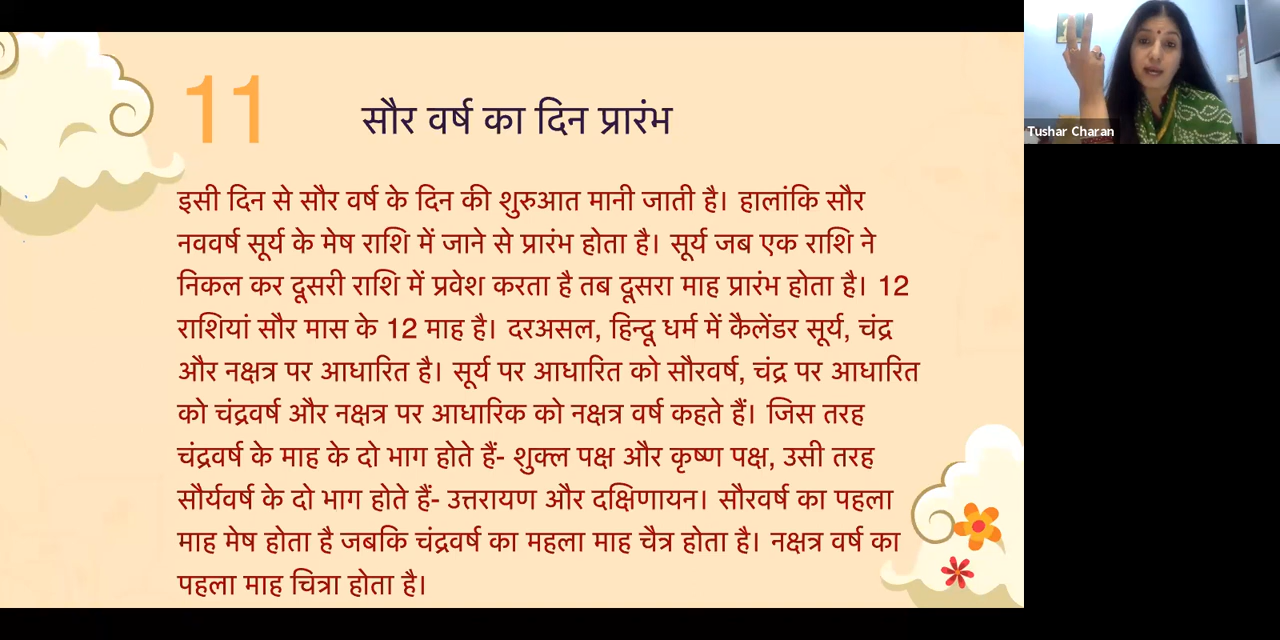 11
सौर वर्ष का दिन प्रारंभ
इसी दिन से सौर वर्ष के दिन की शुरुआत मानी जाती है। हालांकि सौर
नववर्ष सूर्य के मेष राशि में जाने से प्रारंभ होता है। सूर्य जब एक राशि ने
निकल कर दूसरी राशि में प्रवेश करता है तब दूसरा माह प्रारंभ होता है। 12
राशियां सौर मास के 12 माह है। दरअसल, हिन्दू धर्म में कैलेंडर सूर्य, चंद्र
और नक्षत्र पर आधारित है। सूर्य पर आधारित को सौरवर्ष, चंद्र पर आधारित
को चंद्रवर्ष और नक्षत्र पर आधारिक को नक्षत्र वर्ष कहते हैं। जिस तरह
चंद्रवर्ष के माह के दो भाग होते हैं- शुक्ल पक्ष और कृष्ण पक्ष, उसी तरह
सौर्यवर्ष के दो भाग होते हैं- उत्तरायण और दक्षिणायन। सौरवर्ष का पहला
माह मेष होता है जबकि चंद्रवर्ष का महला माह चैत्र होता है। नक्षत्र वर्ष का
पहला माह चित्रा होता है।
Tushar Charan